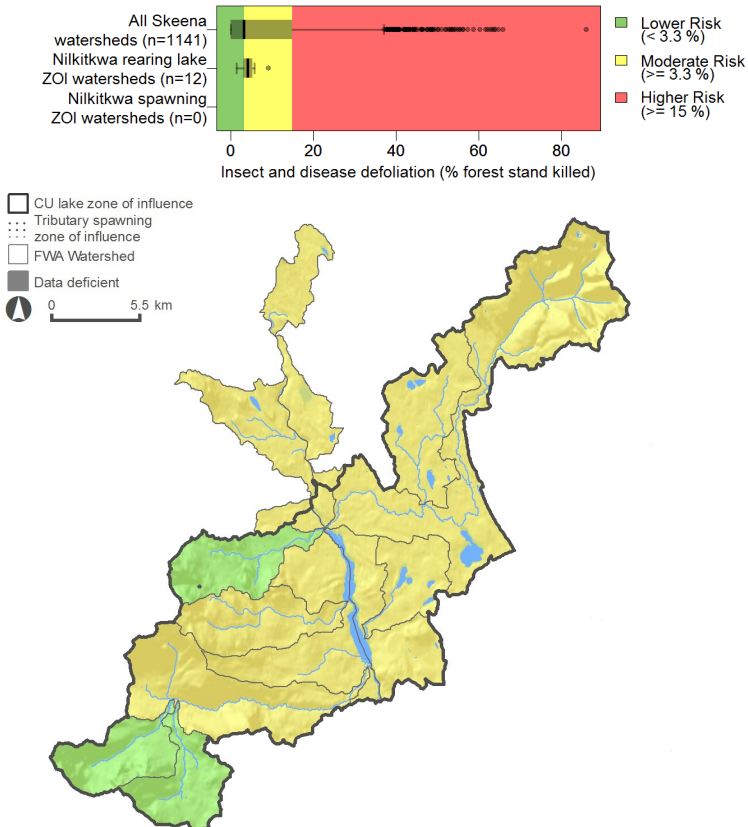 All Skeena
watersheds (n=1141)
Nilkitkwa rearing lake
ZOI watersheds (n=12)
Nilkitkwa spawning
ZOI watersheds (n=0)
0 20 40 60 80
Insect and disease defoliation (% forest stand killed)
Lower Risk
(< 3.3 %)
Moderate Risk
(>= 3.3 %)
Higher Risk
(>= 15 %)
CU lake zone of influence
Tributary spawning
zone of influence
FWA Watershed
Data deficient
0 5.5 km